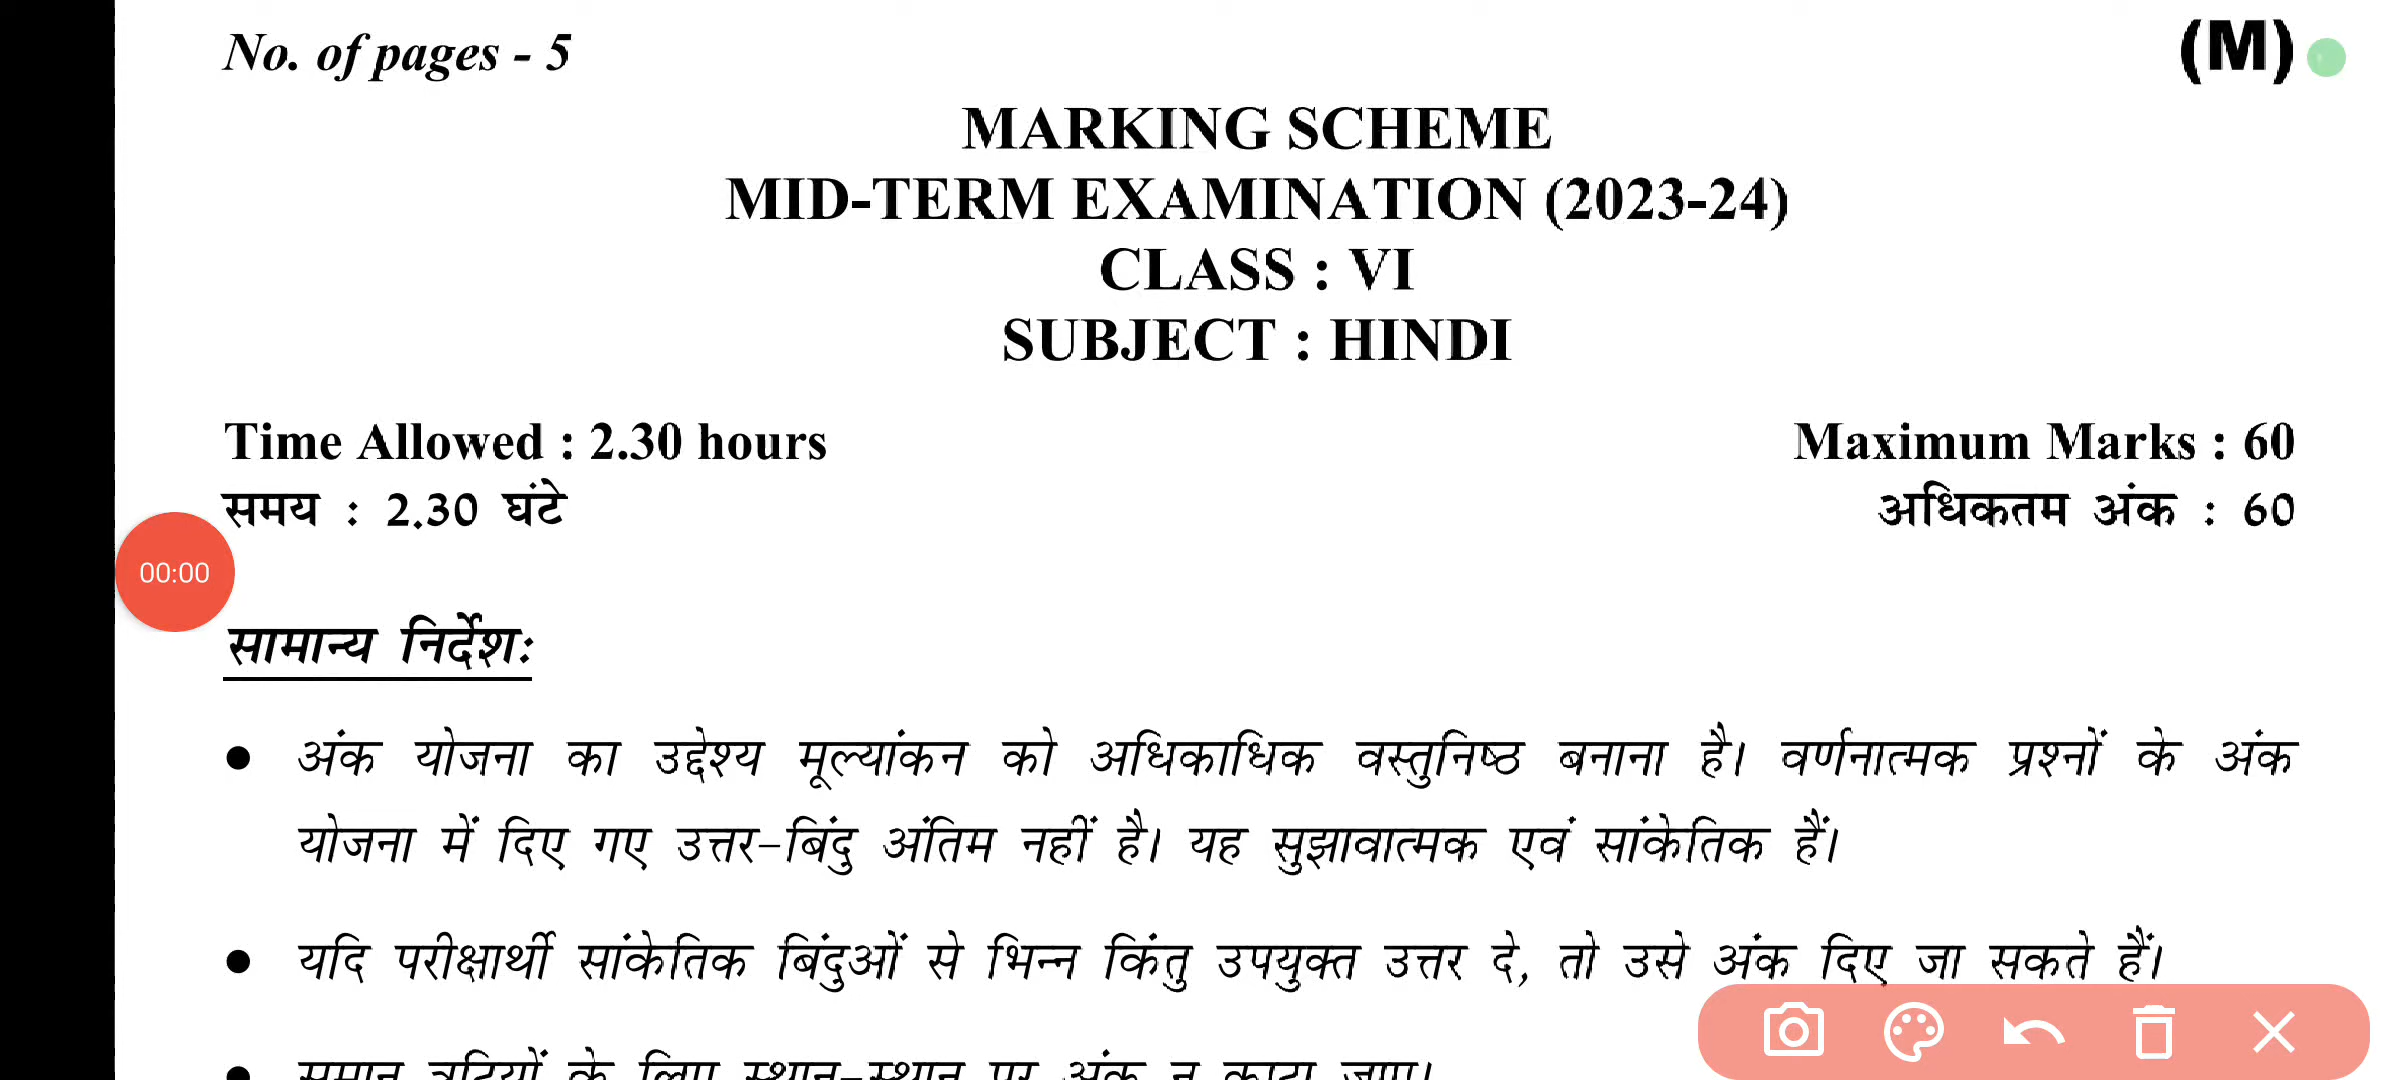 No. of pages - 5
(M)
MARKING SCHEME
MID-TERM EXAMINATION (2023-24)
CLASS : VI
SUBJECT : HINDI
Time Allowed : 2.30 hours
Maximum Marks : 60
समय : 2.30 घंटे
अधिकतम अंक : 60
00:00
सामान्य निर्देशः
• अंक योजना का उद्देश्य मूल्यांकन को अधिकाधिक वस्तुनिष्ठ बनाना है। वर्णनात्मक प्रश्नों के अंक
योजना में दिए गए उत्तर-बिंदु अंतिम नहीं है। यह सुझावात्मक एवं सांकेतिक हैं।
• यदि परीक्षार्थी सांकेतिक बिंदुओं से भिन्न किंतु उपयुक्त उत्तर दे, तो उसे अंक दिए जा सकते हैं।
• समान त्रुटियों के लिए स्थान-स्थान पर अंक न काटा जाए।